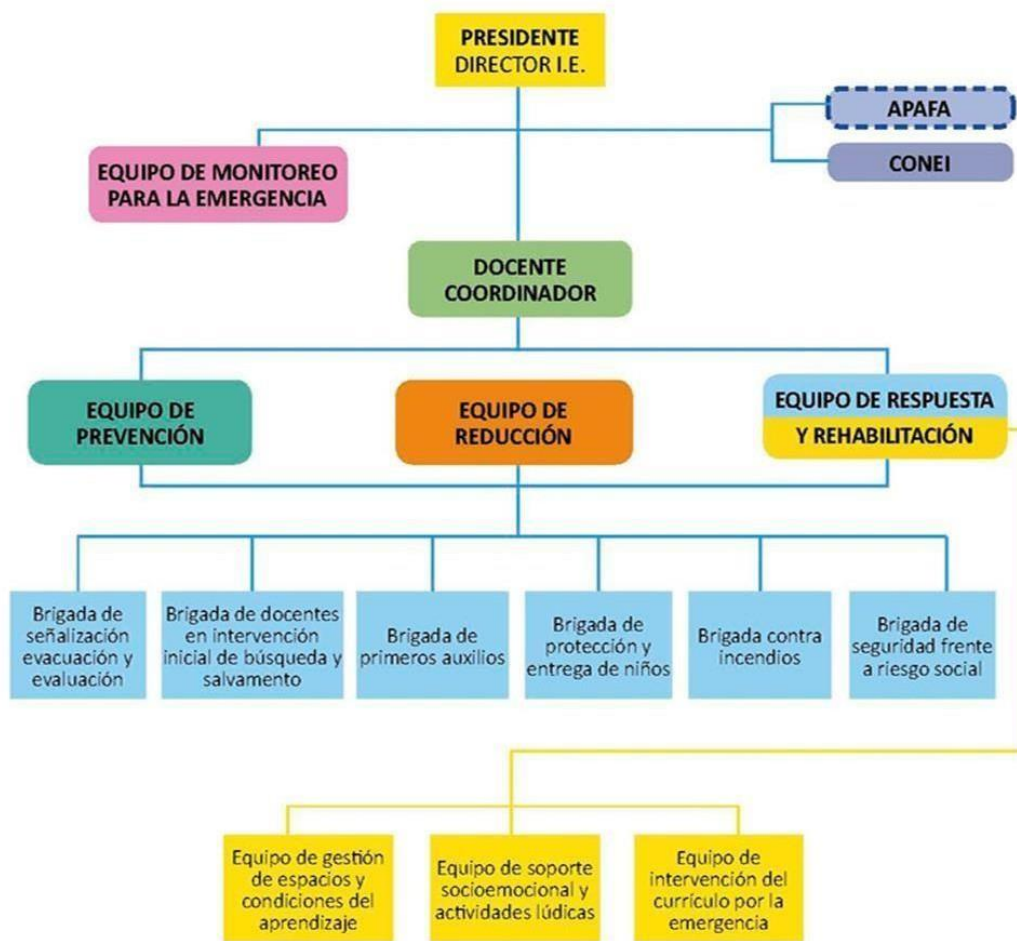 PRESIDENTE
DIRECTOR I.E.
APAFA
CONEI
EQUIPO DE MONITOREO
PARA LA EMERGENCIA
DOCENTE
COORDINADOR
EQUIPO DE
PREVENCIÓN
EQUIPO DE
REDUCCIÓN
EQUIPO DE RESPUESTA
Y REHABILITACIÓN
Brigada de
señalización
evacuación y
evaluación
Brigada de docentes
en intervención
inicial de búsqueda y
salvamento
Brigada de
primeros auxilios
Brigada de
protección y
entrega de niños
Brigada contra
incendios
Brigada de
seguridad frente
a riesgo social
Equipo de gestión
de espacios y
condiciones del
aprendizaje
Equipo de soporte
socioemocional y
actividades lúdicas
Equipo de
intervención del
currículo por la
emergencia